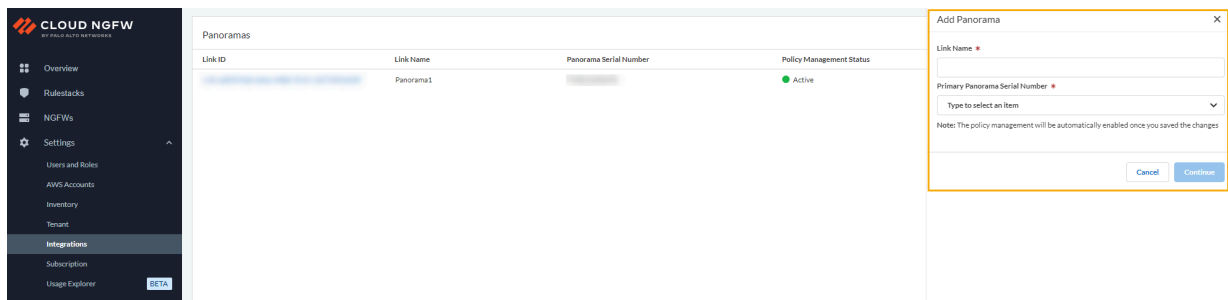 CLOUD NGFW
BY PALO ALTO NETWORKS
Overview
Rulestacks
NGFWs
Settings
Users and Roles
AWS Accounts
Inventory
Tenant
Integrations
Subscription
Usage Explorer BETA
Panoramas
Link ID Link Name Panorama Serial Number Policy Management Status
Panorama1 Active
Add Panorama
Link Name *
Primary Panorama Serial Number *
Type to select an item
Note: The policy management will be automatically enabled once you saved the changes
Cancel Continue